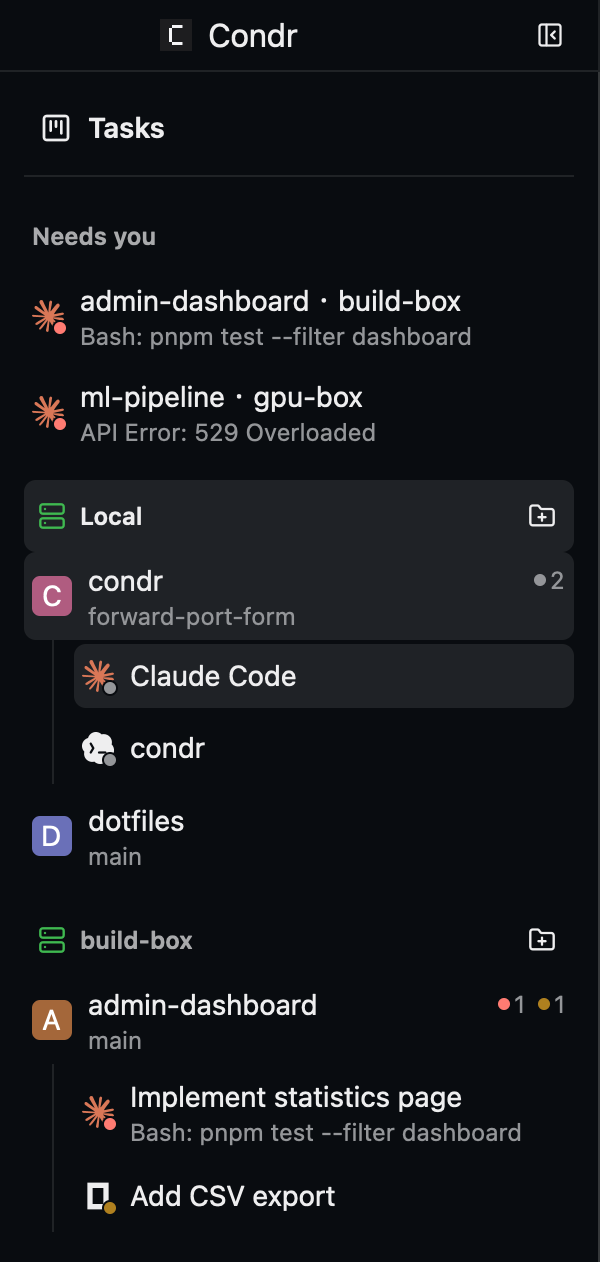 C Condr
Tasks
Needs you
admin-dashboard · build-box
Bash: pnpm test --filter dashboard
ml-pipeline · gpu-box
API Error: 529 Overloaded
Local
C condr 2
forward-port-form
Claude Code
condr
D dotfiles
main
build-box
A admin-dashboard 1 1
main
Implement statistics page
Bash: pnpm test --filter dashboard
Add CSV export